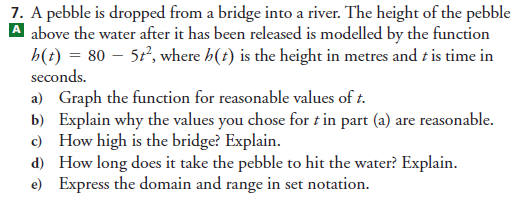 7. A pebble is dropped from a bridge into a river. The height of the pebble
A above the water after it has been released is modelled by the function
h(t) = 80 − 5t², where h(t) is the height in metres and t is time in
seconds.
a) Graph the function for reasonable values of t.
b) Explain why the values you chose for t in part (a) are reasonable.
c) How high is the bridge? Explain.
d) How long does it take the pebble to hit the water? Explain.
e) Express the domain and range in set notation.